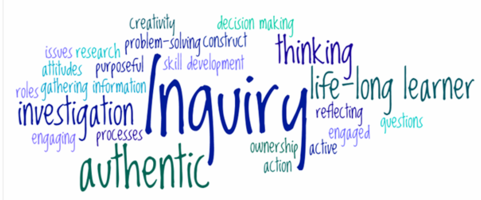 creativity
decision making
issues research
problem-solving construct
thinking
attitudes
purposeful
skill development
roles
gathering information
Inquiry
life-long learner
investigation
reflecting
engaging
processes
engaged
questions
ownership
active
authentic
action